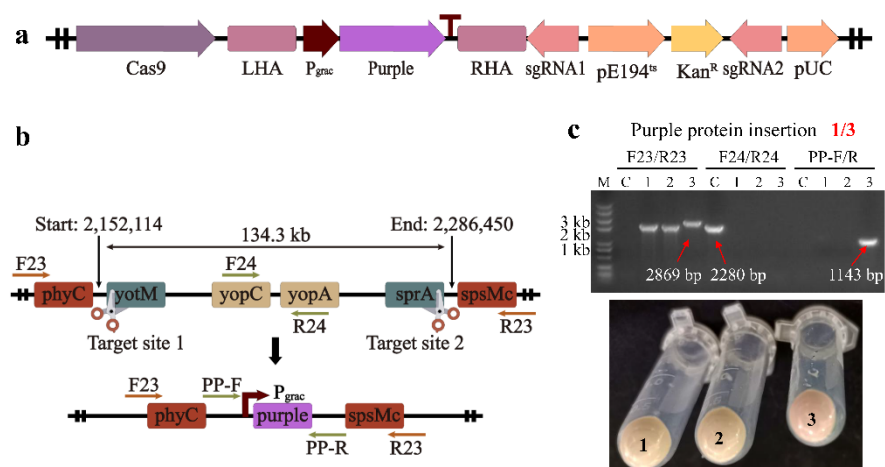 a
Cas9 LHA Pgrac Purple RHA sgRNA1 pE194ts KanR sgRNA2 pUC
b
Start: 2,152,114 End: 2,286,450
134.3 kb
F23 F24
phyC yotM yopC yopA sprA spsMc
R24 R23
Target site 1 Target site 2
F23 PP-F Pgrac
phyC purple spsMc
PP-R R23
c
Purple protein insertion 1/3
F23/R23 F24/R24 PP-F/R
M C 1 2 3 C 1 2 3 C 1 2 3
3 kb
2 kb
1 kb
2869 bp 2280 bp 1143 bp
1 2 3